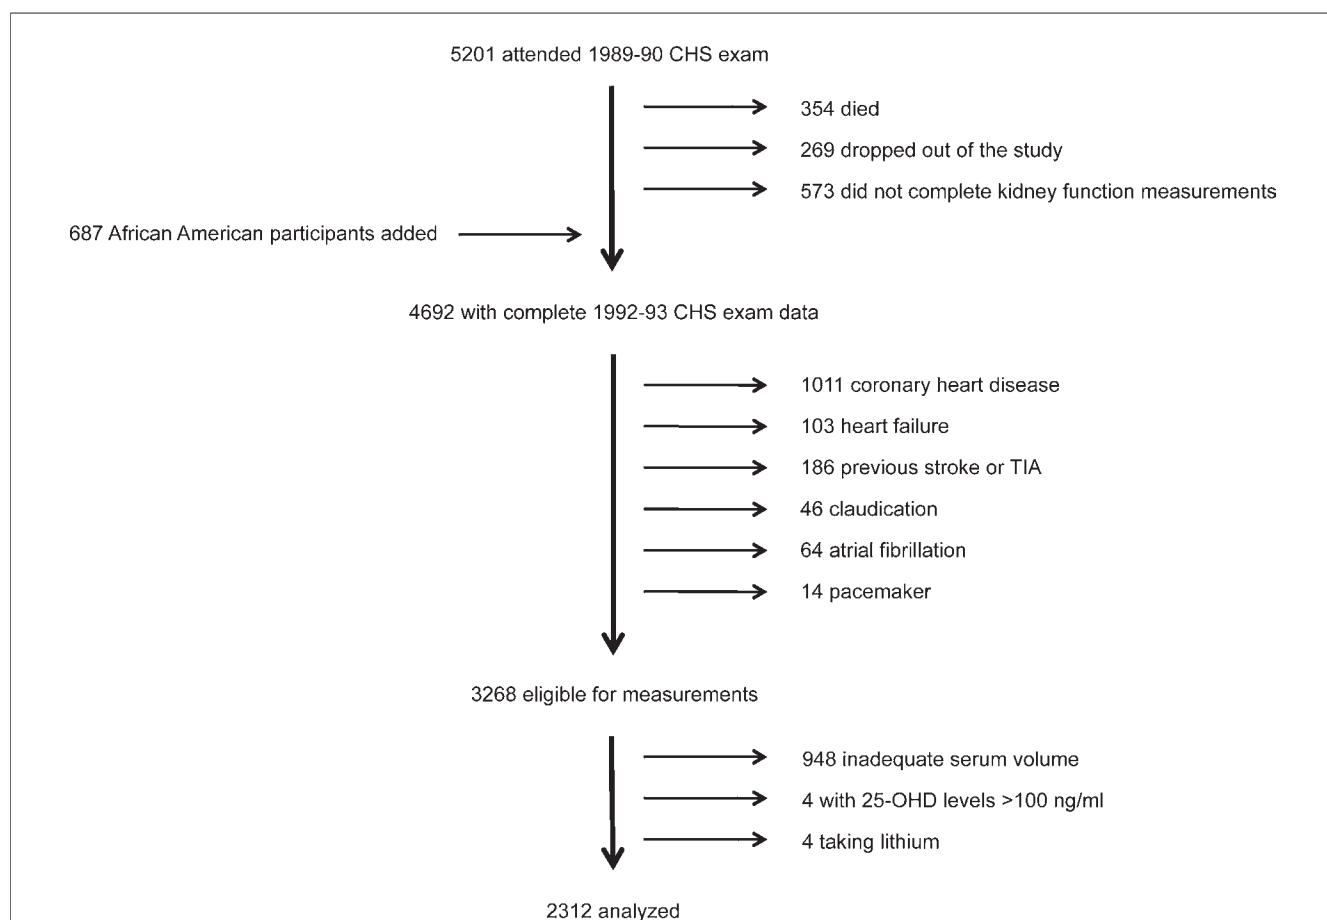 5201 attended 1989-90 CHS exam
354 died
269 dropped out of the study
573 did not complete kidney function measurements
687 African American participants added
4692 with complete 1992-93 CHS exam data
1011 coronary heart disease
103 heart failure
186 previous stroke or TIA
46 claudication
64 atrial fibrillation
14 pacemaker
3268 eligible for measurements
948 inadequate serum volume
4 with 25-OHD levels >100 ng/ml
4 taking lithium
2312 analyzed